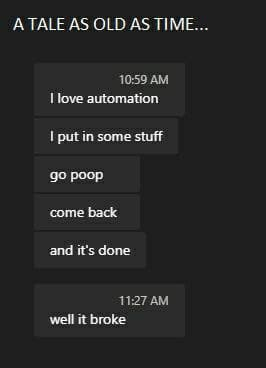 A TALE AS OLD AS TIME...
10:59 AM
I love automation
I put in some stuff
go poop
come back
and it's done
11:27 AM
well it broke